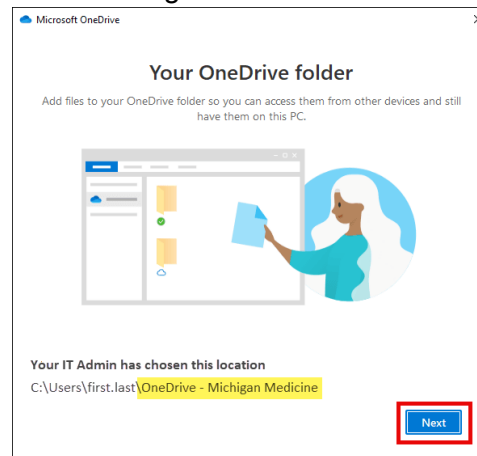 Microsoft OneDrive
Your OneDrive folder
Add files to your OneDrive folder so you can access them from other devices and still
have them on this PC.
Your IT Admin has chosen this location
C:\Users\first.last\OneDrive - Michigan Medicine
Next